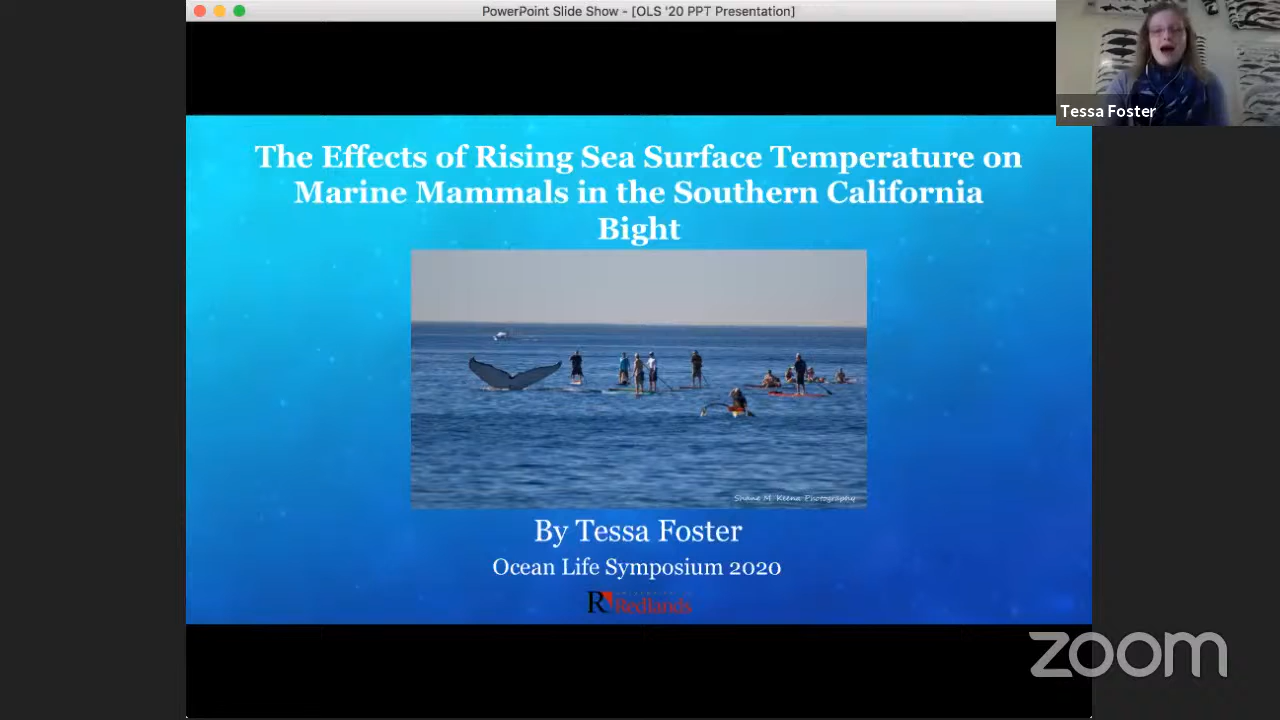 PowerPoint Slide Show - [OLS '20 PPT Presentation]
Tessa Foster
The Effects of Rising Sea Surface Temperature on
Marine Mammals in the Southern California
Bight
Shane M Keena Photography
By Tessa Foster
Ocean Life Symposium 2020
R
Redlands
zoom